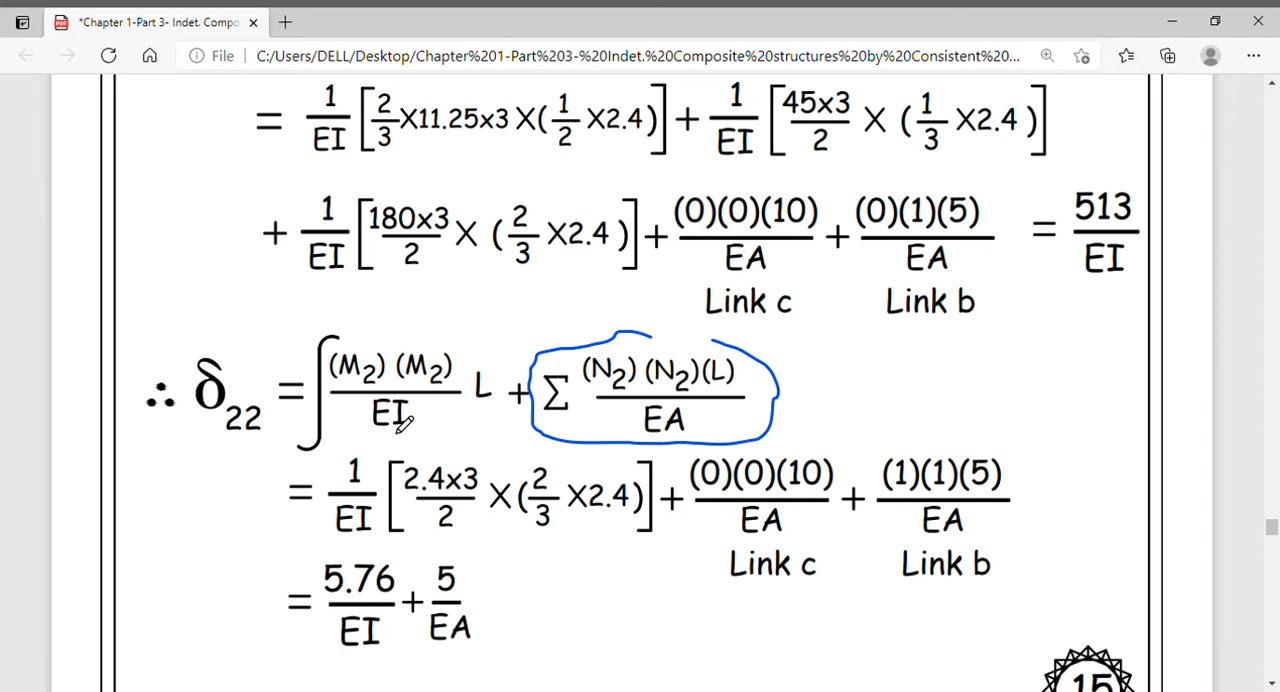 *Chapter 1-Part 3- Indet. Compo
File C:/Users/DELL/Desktop/Chapter%201-Part%203-%20Indet.%20Composite%20structures%20by%20Consistent%20...
= 1/EI [2/3 X11.25x3 X(1/2 X2.4)] + 1/EI [45x3/2 X (1/3 X2.4)]
+ 1/EI [180x3/2 X (2/3 X2.4)] + (0)(0)(10)/EA + (0)(1)(5)/EA = 513/EI
Link c Link b
∴ δ22 = ∫ (M2) (M2)/EI L + Σ (N2) (N2)(L)/EA
= 1/EI [2.4x3/2 X(2/3 X2.4)] + (0)(0)(10)/EA + (1)(1)(5)/EA
Link c Link b
= 5.76/EI + 5/EA
15